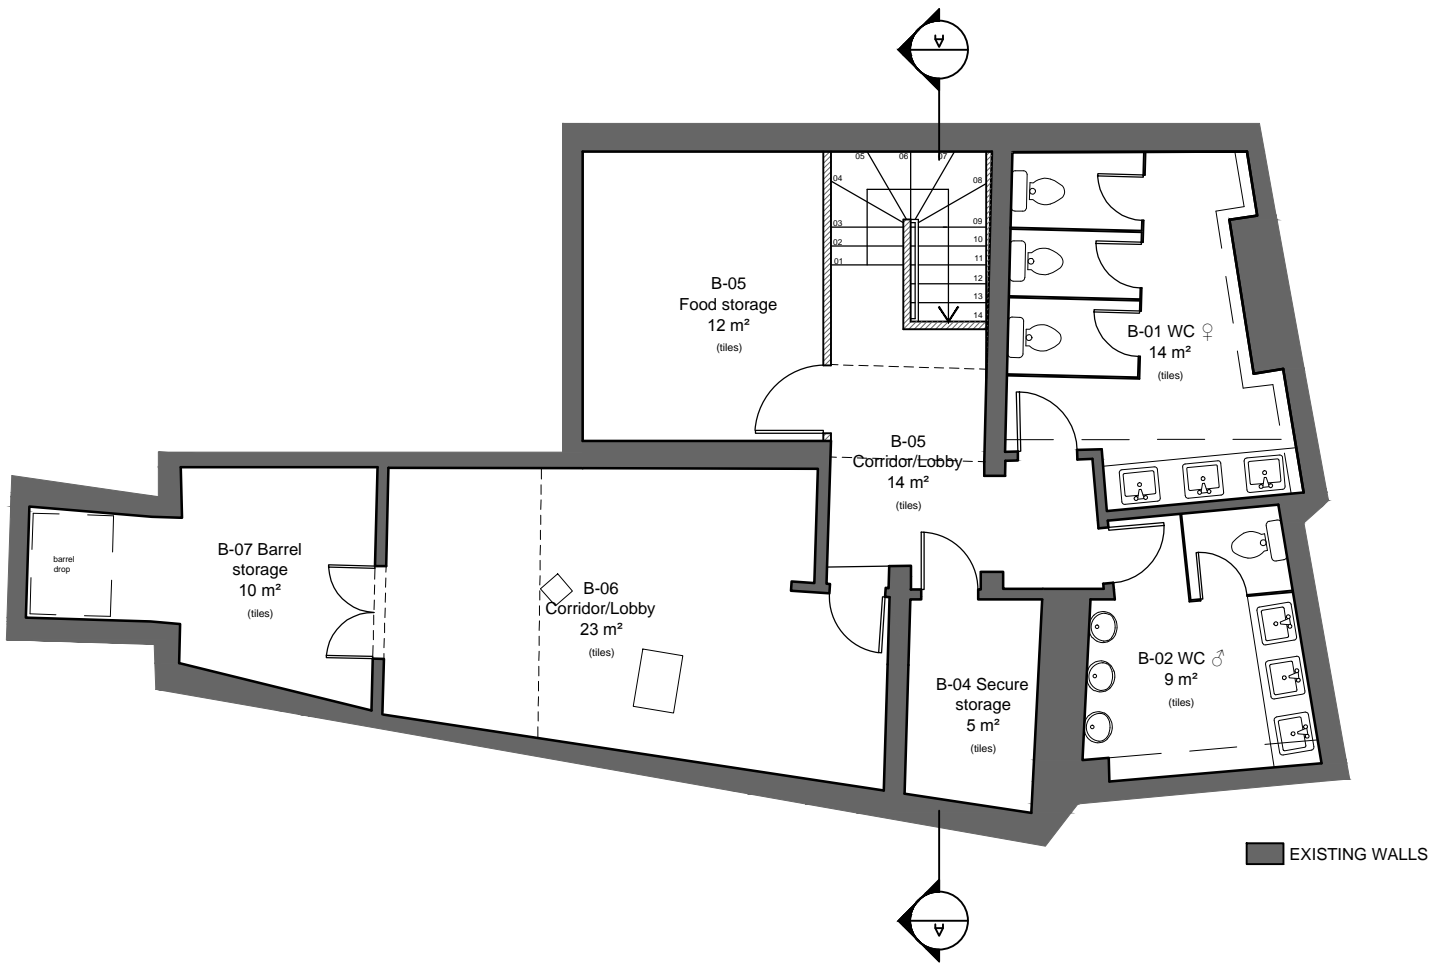 A
05
06
07
04
08
03
09
02
10
01
11
12
13
14
B-05
Food storage
12 m²
(tiles)
B-01 WC ♀
14 m²
(tiles)
B-05
Corridor/Lobby
14 m²
(tiles)
barrel
drop
B-07 Barrel
storage
10 m²
(tiles)
B-06
Corridor/Lobby
23 m²
(tiles)
B-04 Secure
storage
5 m²
(tiles)
B-02 WC ♂
9 m²
(tiles)
EXISTING WALLS
A